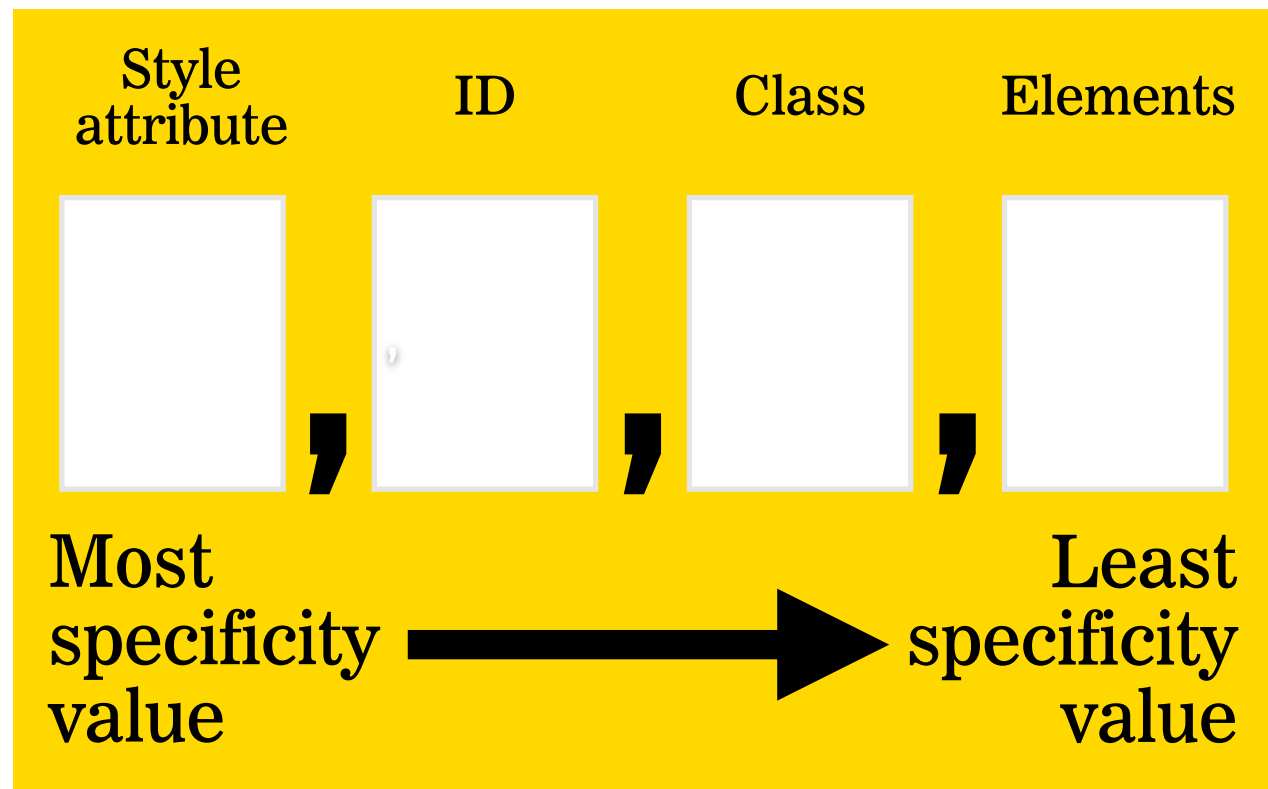 Style
attribute
ID
Class
Elements
,
,
,
,
Most
specificity
value
Least
specificity
value